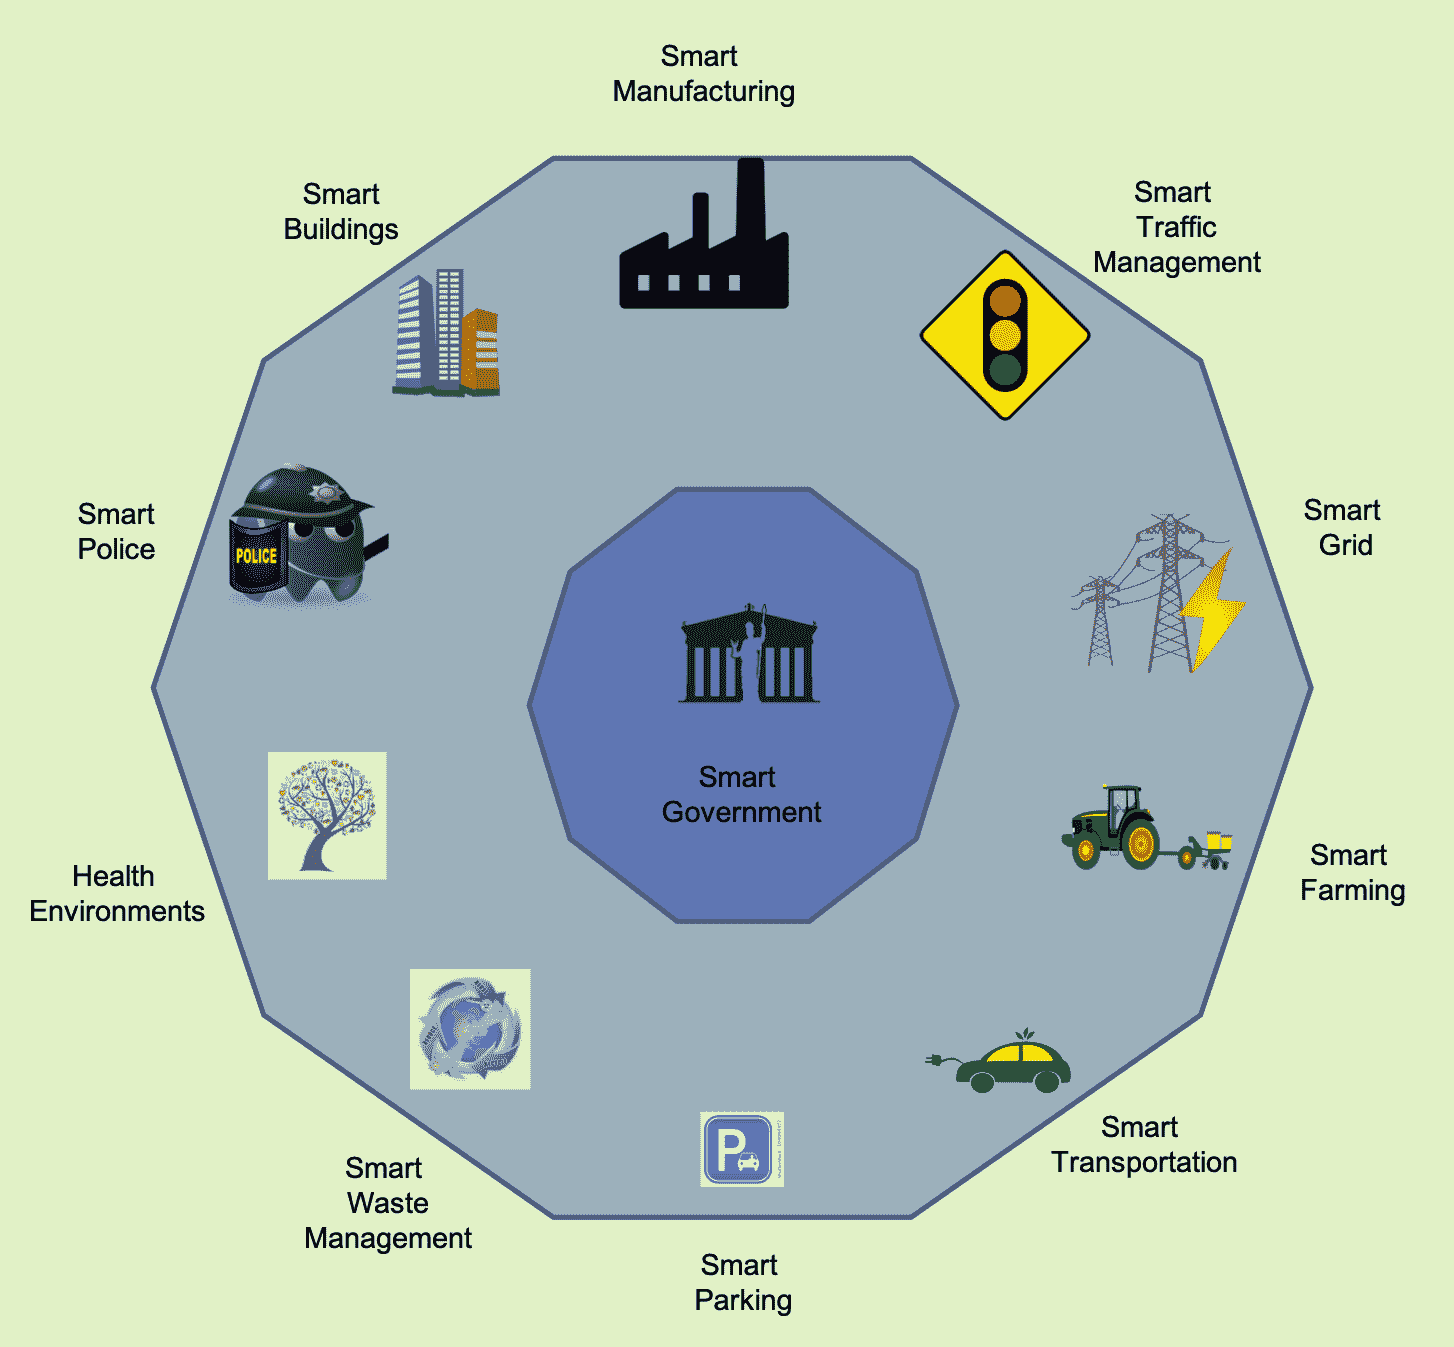 Smart
Manufacturing
Smart
Buildings
Smart
Traffic
Management
Smart
Police
POLICE
Smart
Grid
Smart
Government
Smart
Farming
Health
Environments
Smart
Transportation
P
Smart
Waste
Management
Smart
Parking